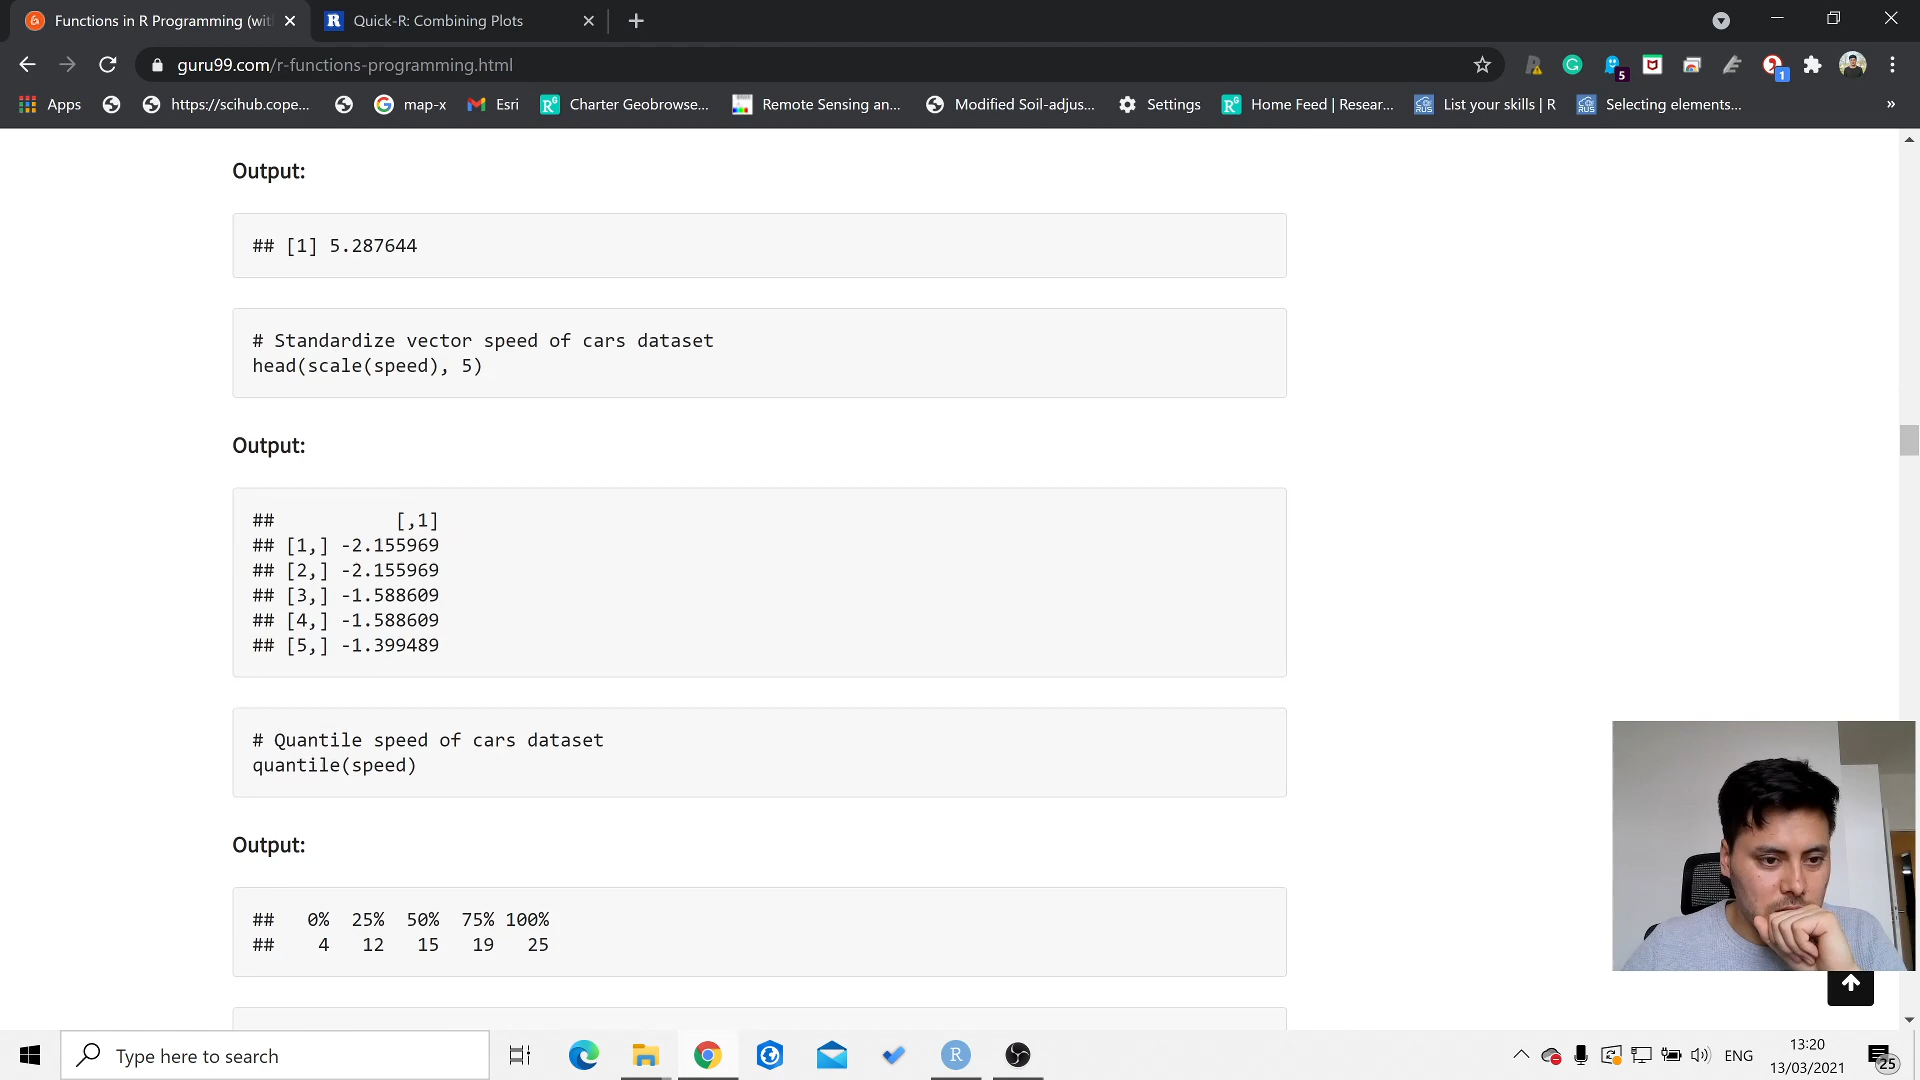 Functions in R Programming (wit
Quick-R: Combining Plots
guru99.com/r-functions-programming.html
5
1
Apps
https://scihub.cope...
map-x
Esri
Charter Geobrowse...
Remote Sensing an...
Modified Soil-adjus...
Settings
Home Feed | Resear...
List your skills | R
Selecting elements...
»
Output:
## [1] 5.287644
# Standardize vector speed of cars dataset
head(scale(speed), 5)
Output:
##           [,1]
## [1,] -2.155969
## [2,] -2.155969
## [3,] -1.588609
## [4,] -1.588609
## [5,] -1.399489
# Quantile speed of cars dataset
quantile(speed)
Output:
##   0%  25%  50%  75% 100%
##    4   12   15   19   25
Type here to search
ENG
13:20
13/03/2021
25